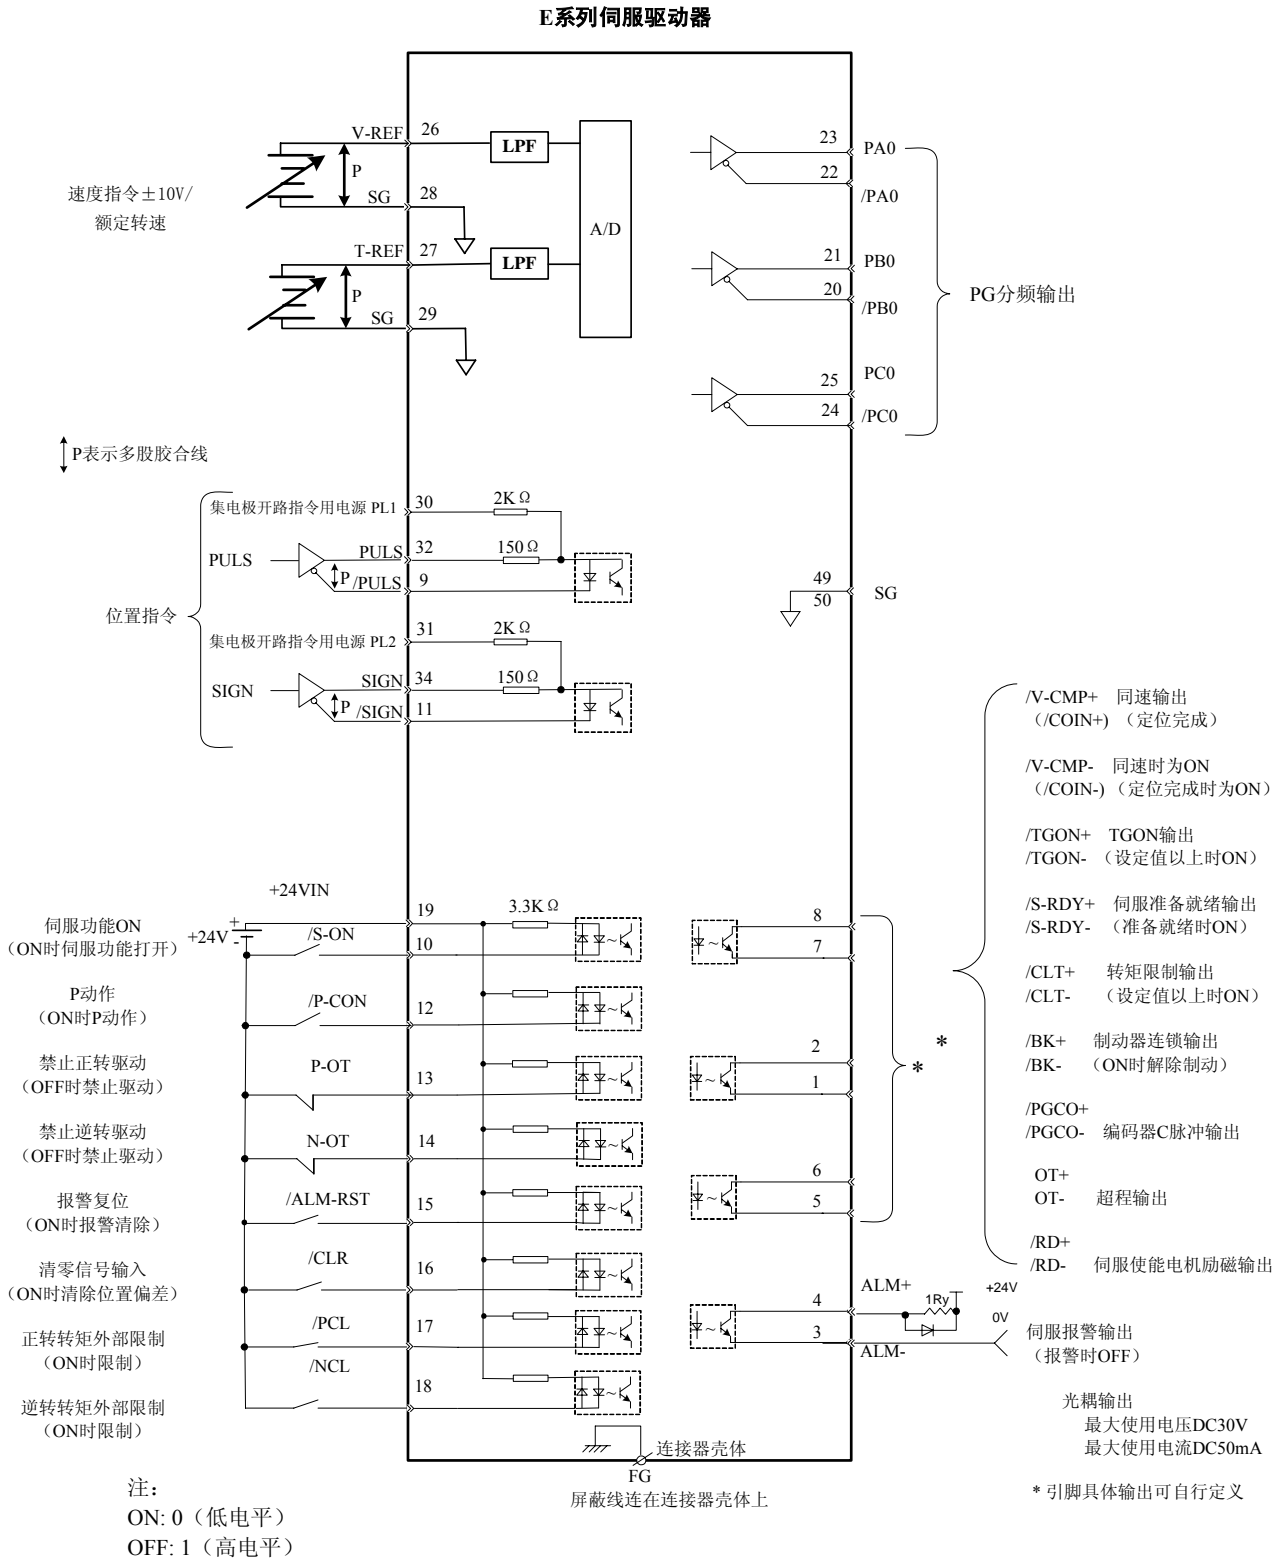 E系列伺服驱动器
V-REF 26
LPF
速度指令±10V/
额定转速
P
SG 28
T-REF 27
LPF
P
SG 29
A/D
23 PA0
22 /PA0
21 PB0
20 /PB0
25 PC0
24 /PC0
PG分频输出
P表示多股胶合线
集电极开路指令用电源 PL1 30
2KΩ
PULS
PULS 32
150Ω
P /PULS 9
位置指令
集电极开路指令用电源 PL2 31
2KΩ
SIGN
SIGN 34
150Ω
P /SIGN 11
49
50
SG
/V-CMP+ 同速输出
（/COIN+）（定位完成）
/V-CMP- 同速时为ON
（/COIN-）（定位完成时为ON）
/TGON+ TGON输出
/TGON- （设定值以上时ON）
/S-RDY+ 伺服准备就绪输出
/S-RDY- （准备就绪时ON）
/CLT+ 转矩限制输出
/CLT- （设定值以上时ON）
/BK+ 制动器连锁输出
/BK- （ON时解除制动）
/PGCO+
/PGCO- 编码器C脉冲输出
OT+
OT- 超程输出
/RD+
/RD- 伺服使能电机励磁输出
*
*
+24VIN
19
3.3KΩ
+24V
+
-
伺服功能ON
（ON时伺服功能打开）
/S-ON 10
P动作
（ON时P动作）
/P-CON 12
禁止正转驱动
（OFF时禁止驱动）
P-OT 13
禁止逆转驱动
（OFF时禁止驱动）
N-OT 14
报警复位
（ON时报警清除）
/ALM-RST 15
清零信号输入
（ON时清除位置偏差）
/CLR 16
正转转矩外部限制
（ON时限制）
/PCL 17
逆转转矩外部限制
（ON时限制）
/NCL 18
~
~
~
~
~
~
~
~
~ 8
7
~ 2
1
~ 6
5
~ 4 ALM+
3 ALM-
1Ry
+24V
0V
伺服报警输出
（报警时OFF）
光耦输出
最大使用电压DC30V
最大使用电流DC50mA
* 引脚具体输出可自行定义
连接器壳体
FG
屏蔽线连在连接器壳体上
注：
ON: 0（低电平）
OFF: 1（高电平）